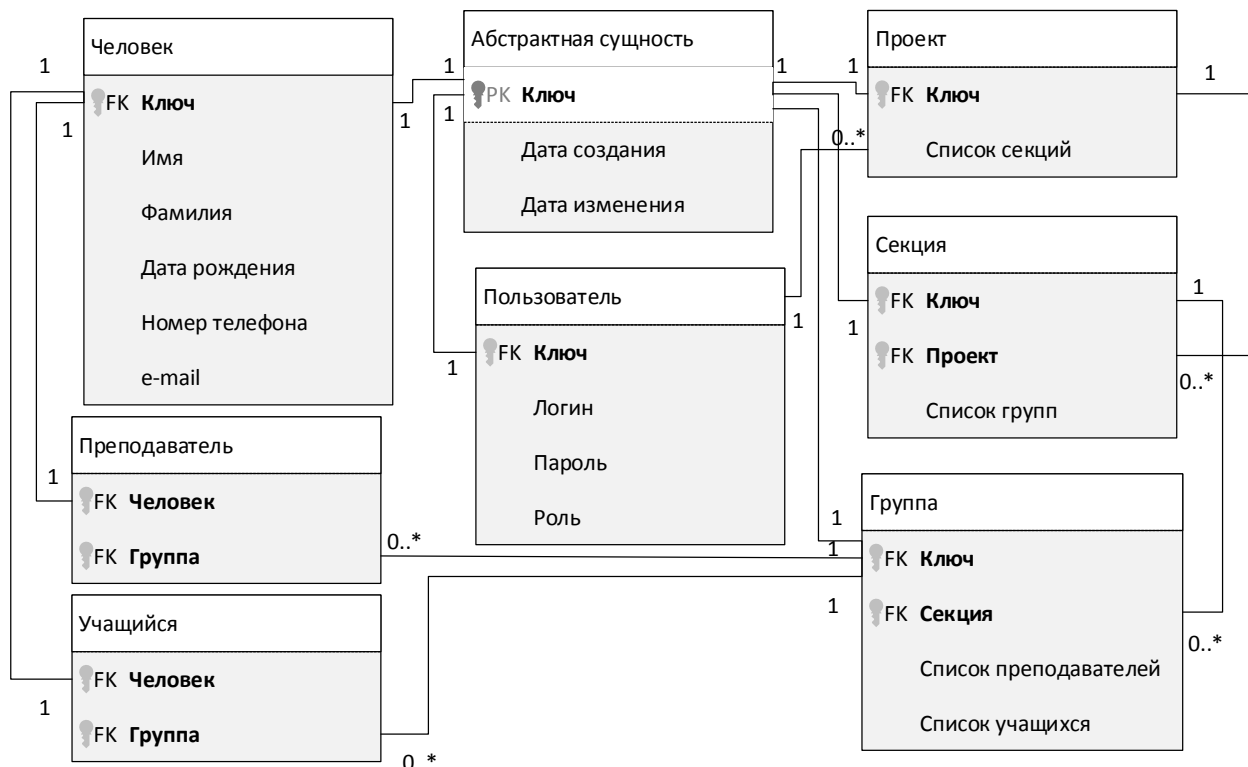 Человек
FK Ключ
Имя
Фамилия
Дата рождения
Номер телефона
e-mail
Абстрактная сущность
PK Ключ
Дата создания
Дата изменения
Проект
FK Ключ
Список секций
Пользователь
FK Ключ
Логин
Пароль
Роль
Секция
FK Ключ
FK Проект
Список групп
Преподаватель
FK Человек
FK Группа
Учащийся
FK Человек
FK Группа
Группа
FK Ключ
FK Секция
Список преподавателей
Список учащихся
1
1
1
1
1
1
1
1
1
0..*
1
1
1
1
0..*
1
0..*
1
1
1
0..*
1
0..*